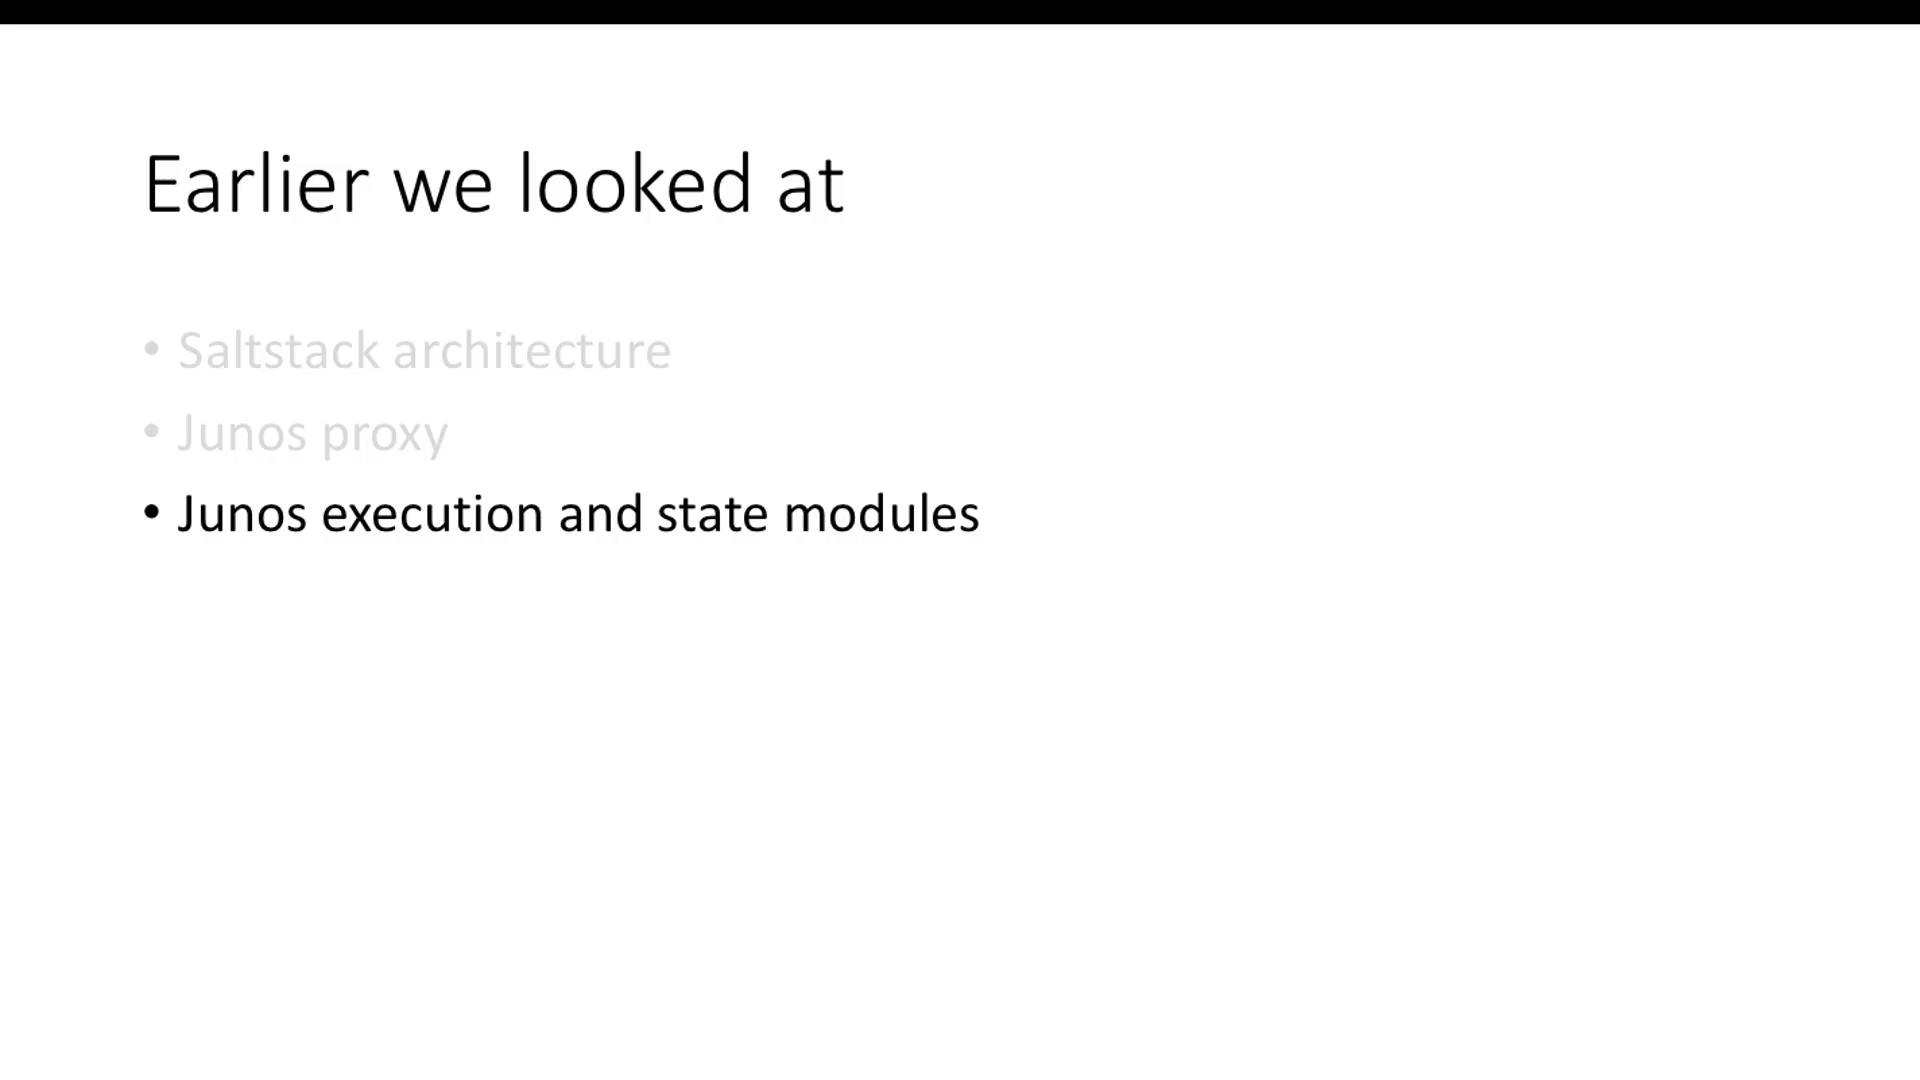 Earlier we looked at
• Saltstack architecture
• Junos proxy
• Junos execution and state modules